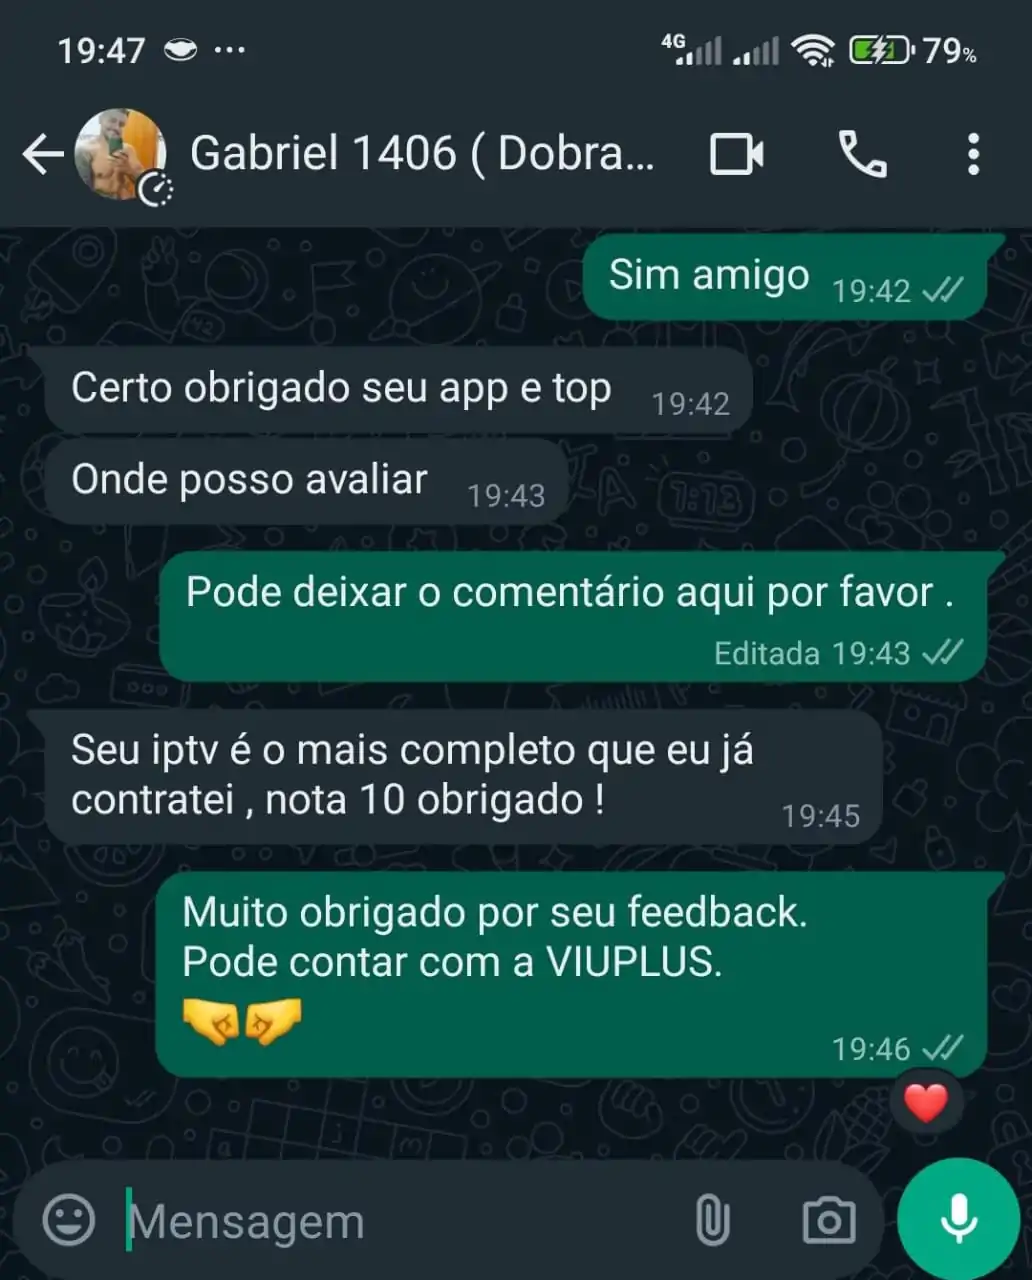 19:47 ... 4G 79%
Gabriel 1406 ( Dobra...
Sim amigo 19:42
Certo obrigado seu app e top 19:42
Onde posso avaliar 19:43
Pode deixar o comentário aqui por favor .
Editada 19:43
Seu iptv é o mais completo que eu já
contratei , nota 10 obrigado !
19:45
Muito obrigado por seu feedback.
Pode contar com a VIUPLUS.
🤜🤛
19:46
❤️
Mensagem